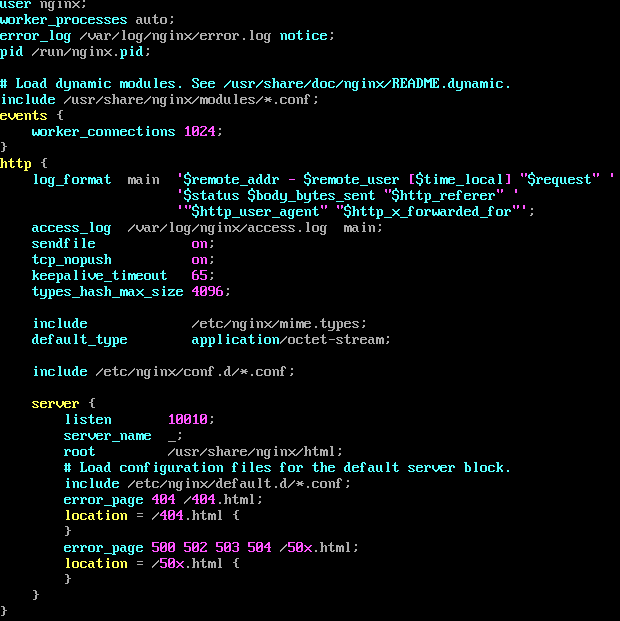 user nginx;
worker_processes auto;
error_log /var/log/nginx/error.log notice;
pid /run/nginx.pid;
# Load dynamic modules. See /usr/share/doc/nginx/README.dynamic.
include /usr/share/nginx/modules/*.conf;
events {
    worker_connections 1024;
}
http {
    log_format  main  '$remote_addr - $remote_user [$time_local] "$request" '
                      '$status $body_bytes_sent "$http_referer" '
                      '"$http_user_agent" "$http_x_forwarded_for"';
    access_log  /var/log/nginx/access.log  main;
    sendfile            on;
    tcp_nopush          on;
    keepalive_timeout   65;
    types_hash_max_size 4096;
    include             /etc/nginx/mime.types;
    default_type        application/octet-stream;
    include /etc/nginx/conf.d/*.conf;
    server {
        listen       10010;
        server_name  _;
        root         /usr/share/nginx/html;
        # Load configuration files for the default server block.
        include /etc/nginx/default.d/*.conf;
        error_page 404 /404.html;
        location = /404.html {
        }
        error_page 500 502 503 504 /50x.html;
        location = /50x.html {
        }
    }
}